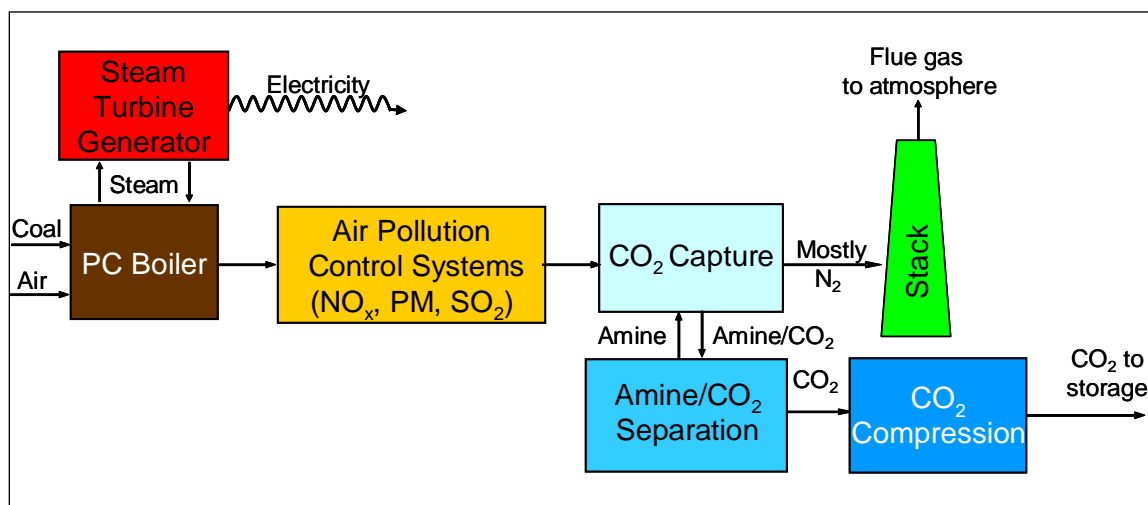 Steam
Turbine
Generator
Electricity
Flue gas
to atmosphere
Steam
Coal
Air
PC Boiler
Air Pollution
Control Systems
(NOₓ, PM, SO₂)
CO₂ Capture
Mostly
N₂
Stack
Amine
Amine/CO₂
Amine/CO₂
Separation
CO₂
CO₂
Compression
CO₂ to
storage